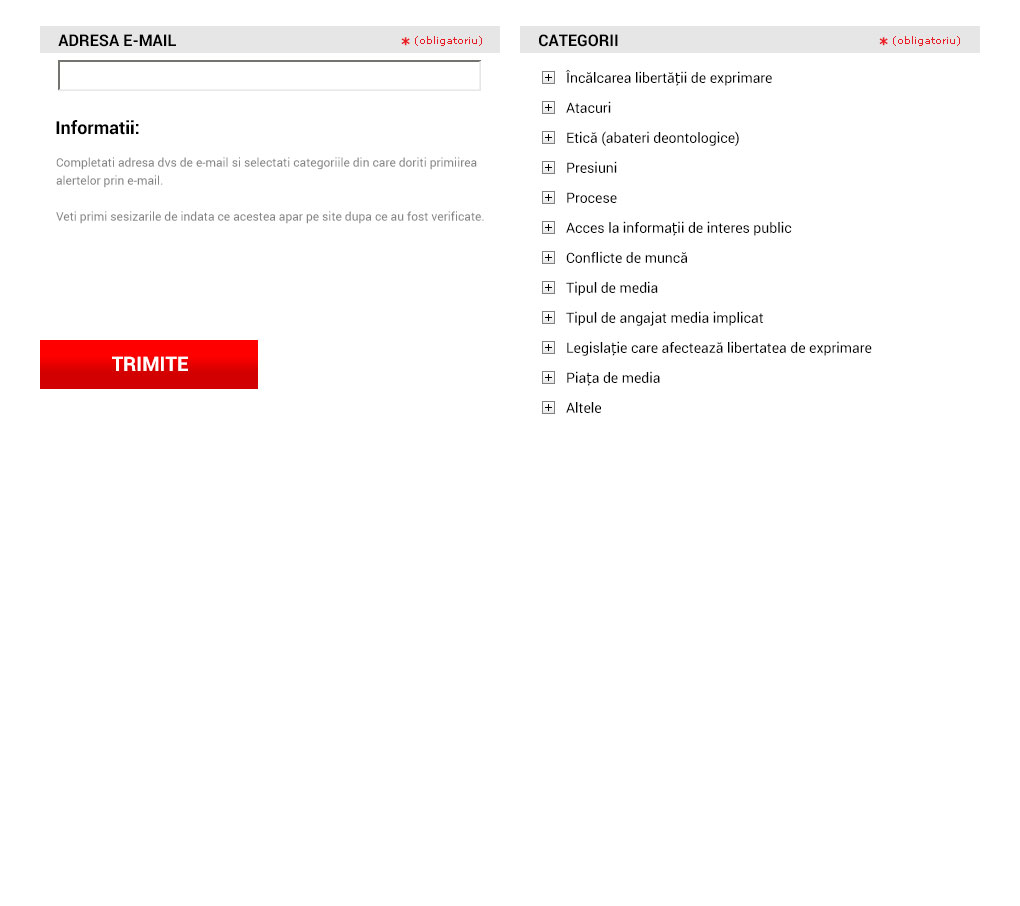 ADRESA E-MAIL
* (obligatoriu)
Informatii:
Completati adresa dvs de e-mail si selectati categoriile din care doriti primiirea
alertelor prin e-mail.
Veti primi sesizarile de indata ce acestea apar pe site dupa ce au fost verificate.
TRIMITE
CATEGORII
* (obligatoriu)
Încălcarea libertății de exprimare
Atacuri
Etică (abateri deontologice)
Presiuni
Procese
Acces la informații de interes public
Conflicte de muncă
Tipul de media
Tipul de angajat media implicat
Legislație care afectează libertatea de exprimare
Piața de media
Altele